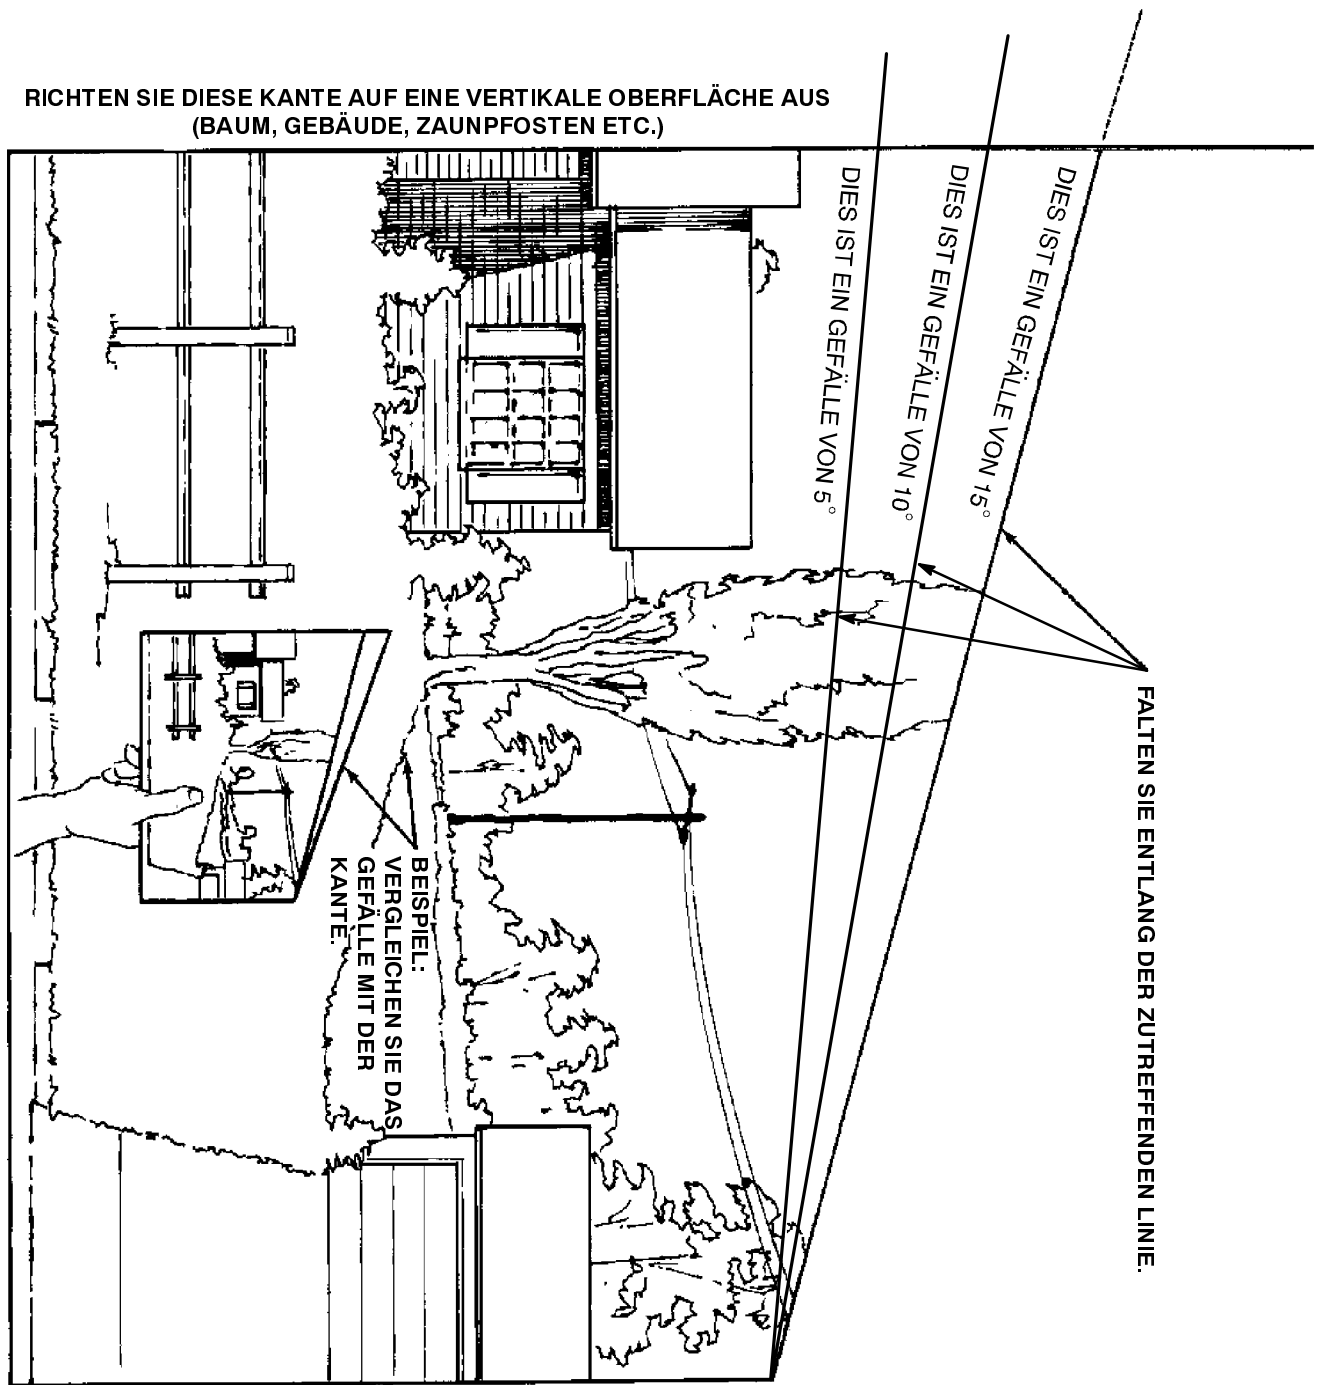 RICHTEN SIE DIESE KANTE AUF EINE VERTIKALE OBERFLÄCHE AUS
(BAUM, GEBÄUDE, ZAUNPFOSTEN ETC.)
DIES IST EIN GEFÄLLE VON 5°
DIES IST EIN GEFÄLLE VON 10°
DIES IST EIN GEFÄLLE VON 15°
FALTEN SIE ENTLANG DER ZUTREFFENDEN LINIE.
BEISPIEL:
VERGLEICHEN SIE DAS
GEFÄLLE MIT DER
KANTE.